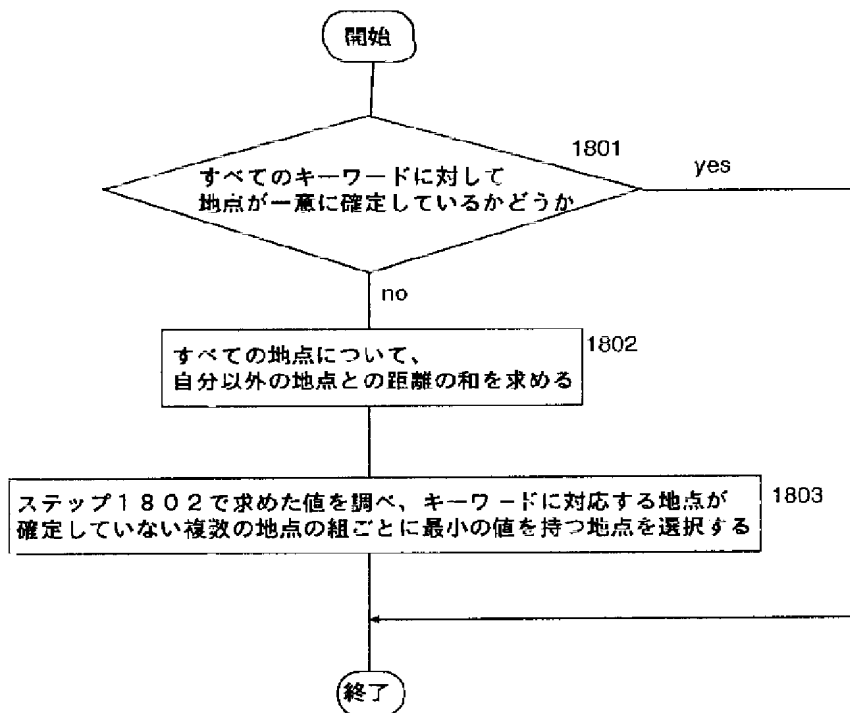 開始
1801
yes
すべてのキーワードに対して
地点が一意に確定しているかどうか
no
1802
すべての地点について、
自分以外の地点との距離の和を求める
1803
ステップ1802で求めた値を調べ、キーワードに対応する地点が
確定していない複数の地点の組ごとに最小の値を持つ地点を選択する
終了